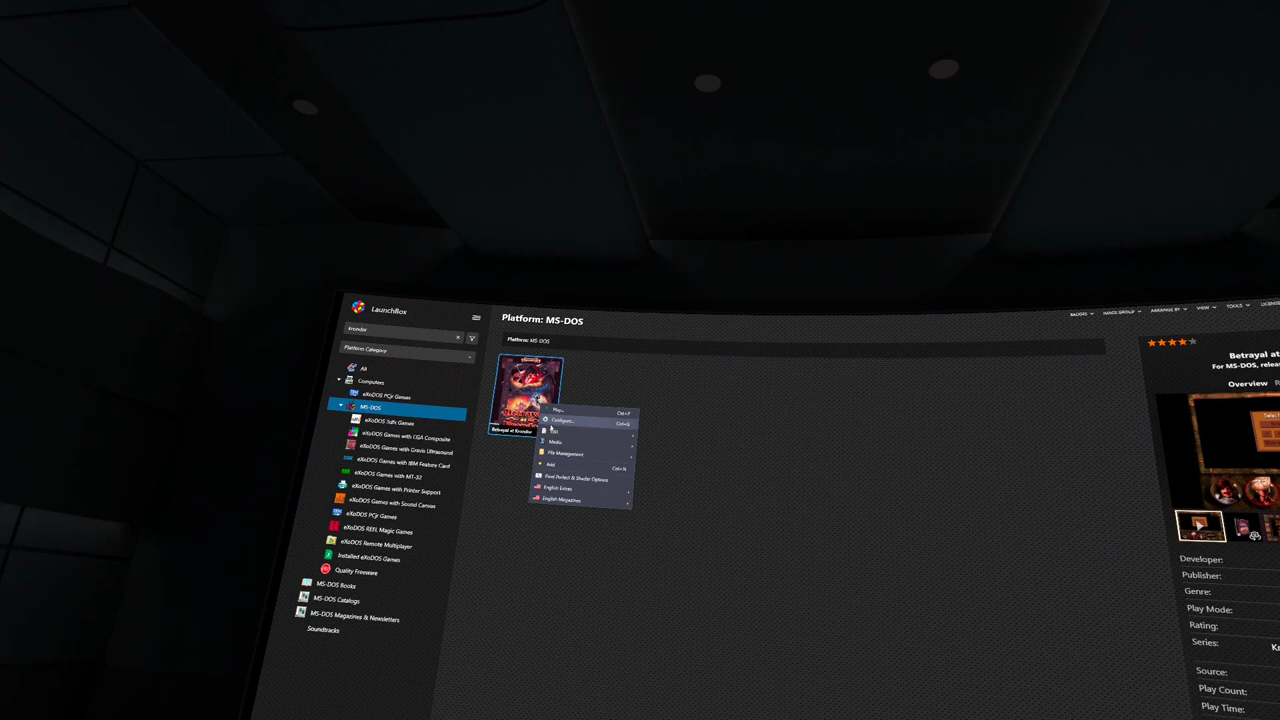 LaunchBox
krondor
Platform Category
All
Computers
eXoDOS PCjr Games
MS-DOS
eXoDOS 3dfx Games
eXoDOS Games with CGA Composite
eXoDOS Games with Gravis Ultrasound
eXoDOS Games with IBM Feature Card
eXoDOS Games with MT-32
eXoDOS Games with Printer Support
eXoDOS Games with Sound Canvas
eXoDOS PCjr Games
eXoDOS REEL Magic Games
eXoDOS Remote Multiplayer
Installed eXoDOS Games
Quality Freeware
MS-DOS Books
MS-DOS Catalogs
MS-DOS Magazines & Newsletters
Soundtracks
Platform: MS-DOS
Platform: MS-DOS
Betrayal at Krondor
Play... Ctrl+P
Configure... Ctrl+G
Edit
Media
File Management
Add Ctrl+N
Pixel Perfect & Shader Options
English Extras
English Magazines
BADGES
IMAGE GROUP
ARRANGE BY
VIEW
TOOLS
LICENSE
Betrayal at
For MS-DOS, relea
Overview
Developer:
Publisher:
Genre:
Play Mode:
Rating:
Series:
Source:
Play Count:
Play Time: